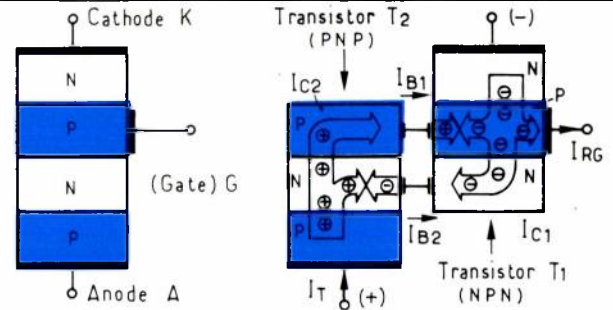 Cathode K
N
P
N
P
(Gate) G
Anode A
Transistor T2
(PNP)
IC2
IB1
(-)
N
P
P
N
N
P
IRG
IB2
IC1
IT
(+)
Transistor T1
(NPN)